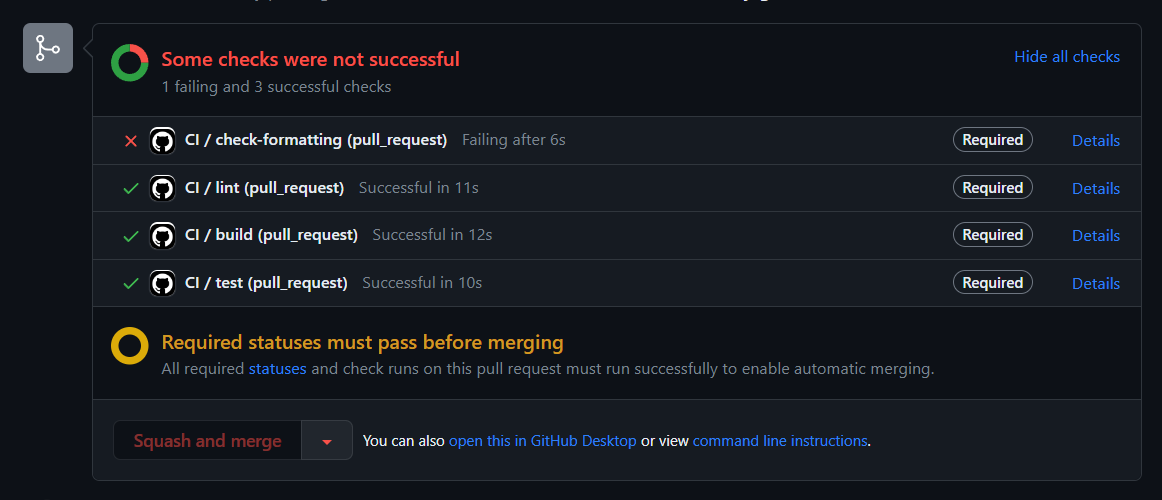 Some checks were not successful
Hide all checks
1 failing and 3 successful checks
CI / check-formatting (pull_request) Failing after 6s Required Details
CI / lint (pull_request) Successful in 11s Required Details
CI / build (pull_request) Successful in 12s Required Details
CI / test (pull_request) Successful in 10s Required Details
Required statuses must pass before merging
All required statuses and check runs on this pull request must run successfully to enable automatic merging.
Squash and merge You can also open this in GitHub Desktop or view command line instructions.